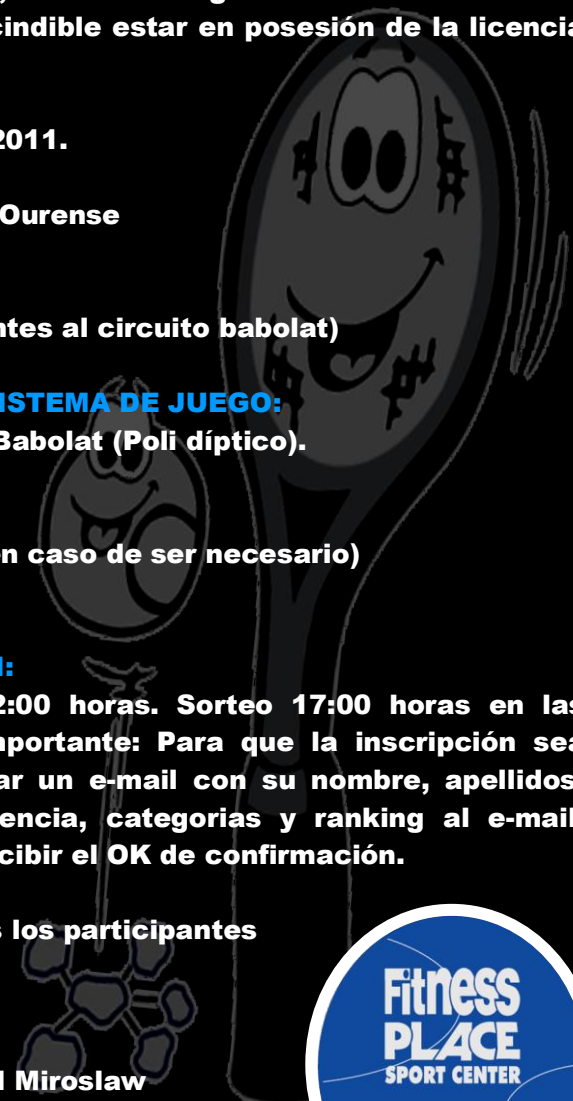 cindible estar en posesión de la licencia
2011.
Ourense
ntes al circuito babolat)
ISTEMA DE JUEGO:
Babolat (Poli díptico).
en caso de ser necesario)
2:00 horas. Sorteo 17:00 horas en las
mportante: Para que la inscripción sea
ar un e-mail con su nombre, apellidos,
encia, categorias y ranking al e-mail
cibir el OK de confirmación.
s los participantes
FitNess
PLACE
SPORT CENTER
l Miroslaw